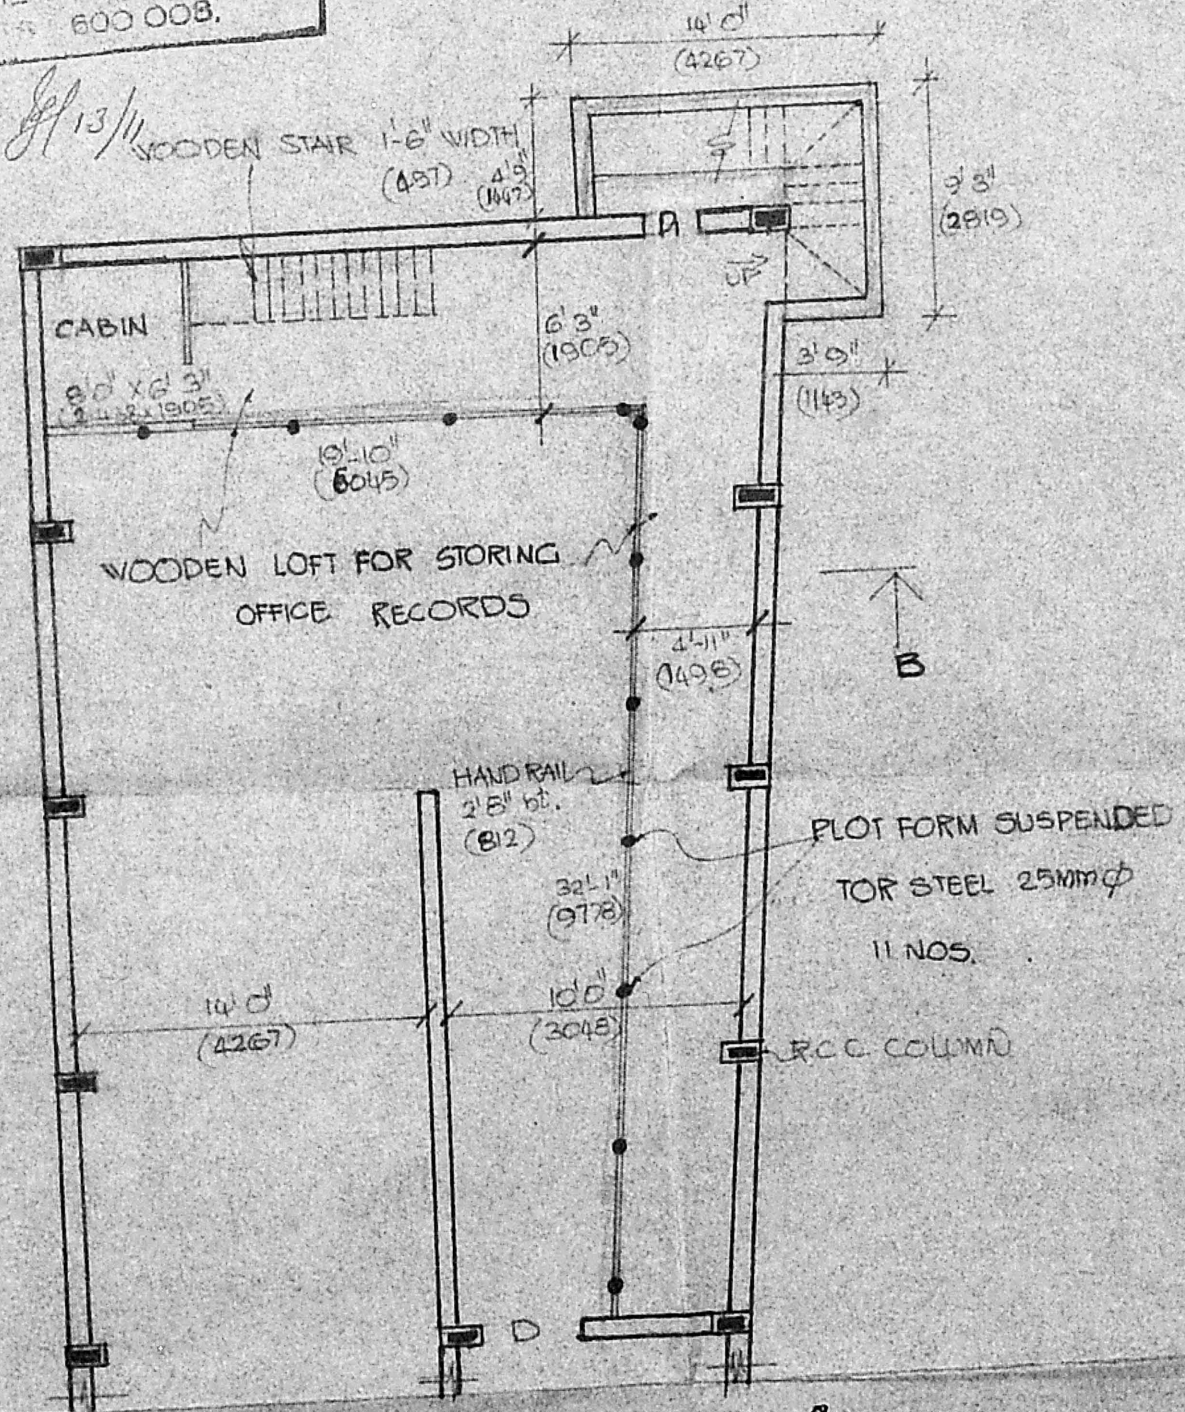 600 008.
13/11
14'0"
(4267)
WOODEN STAIR 1'-6" WIDTH
(457)
4'9"
(1447)
9'3"
(2819)
D1
UP
CABIN
8'0" X 6'3"
6'3"
(1905)
3'9"
(1143)
19'-10"
(6045)
WOODEN LOFT FOR STORING
OFFICE RECORDS
4'-11"
(1498)
B
HAND RAIL
2'8" ht.
(812)
PLOT FORM SUSPENDED
TOR STEEL 25MM Ø
11 NOS.
32'-1"
(9778)
14'0"
(4267)
10'0"
(3048)
R.C.C. COLUMN
D